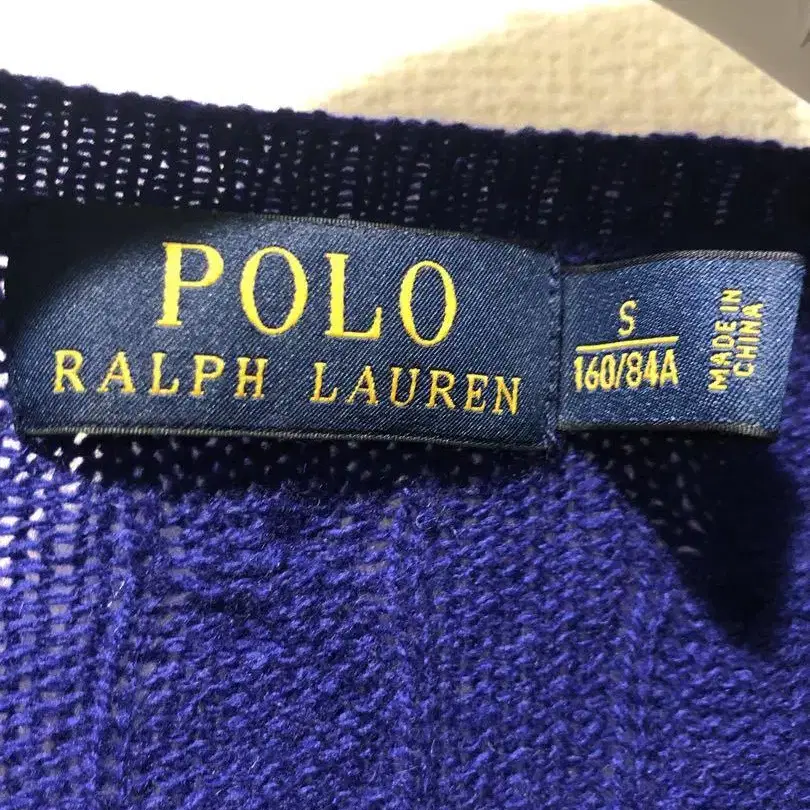 POLO
RALPH LAUREN
S
160/84A
MADE IN
CHINA